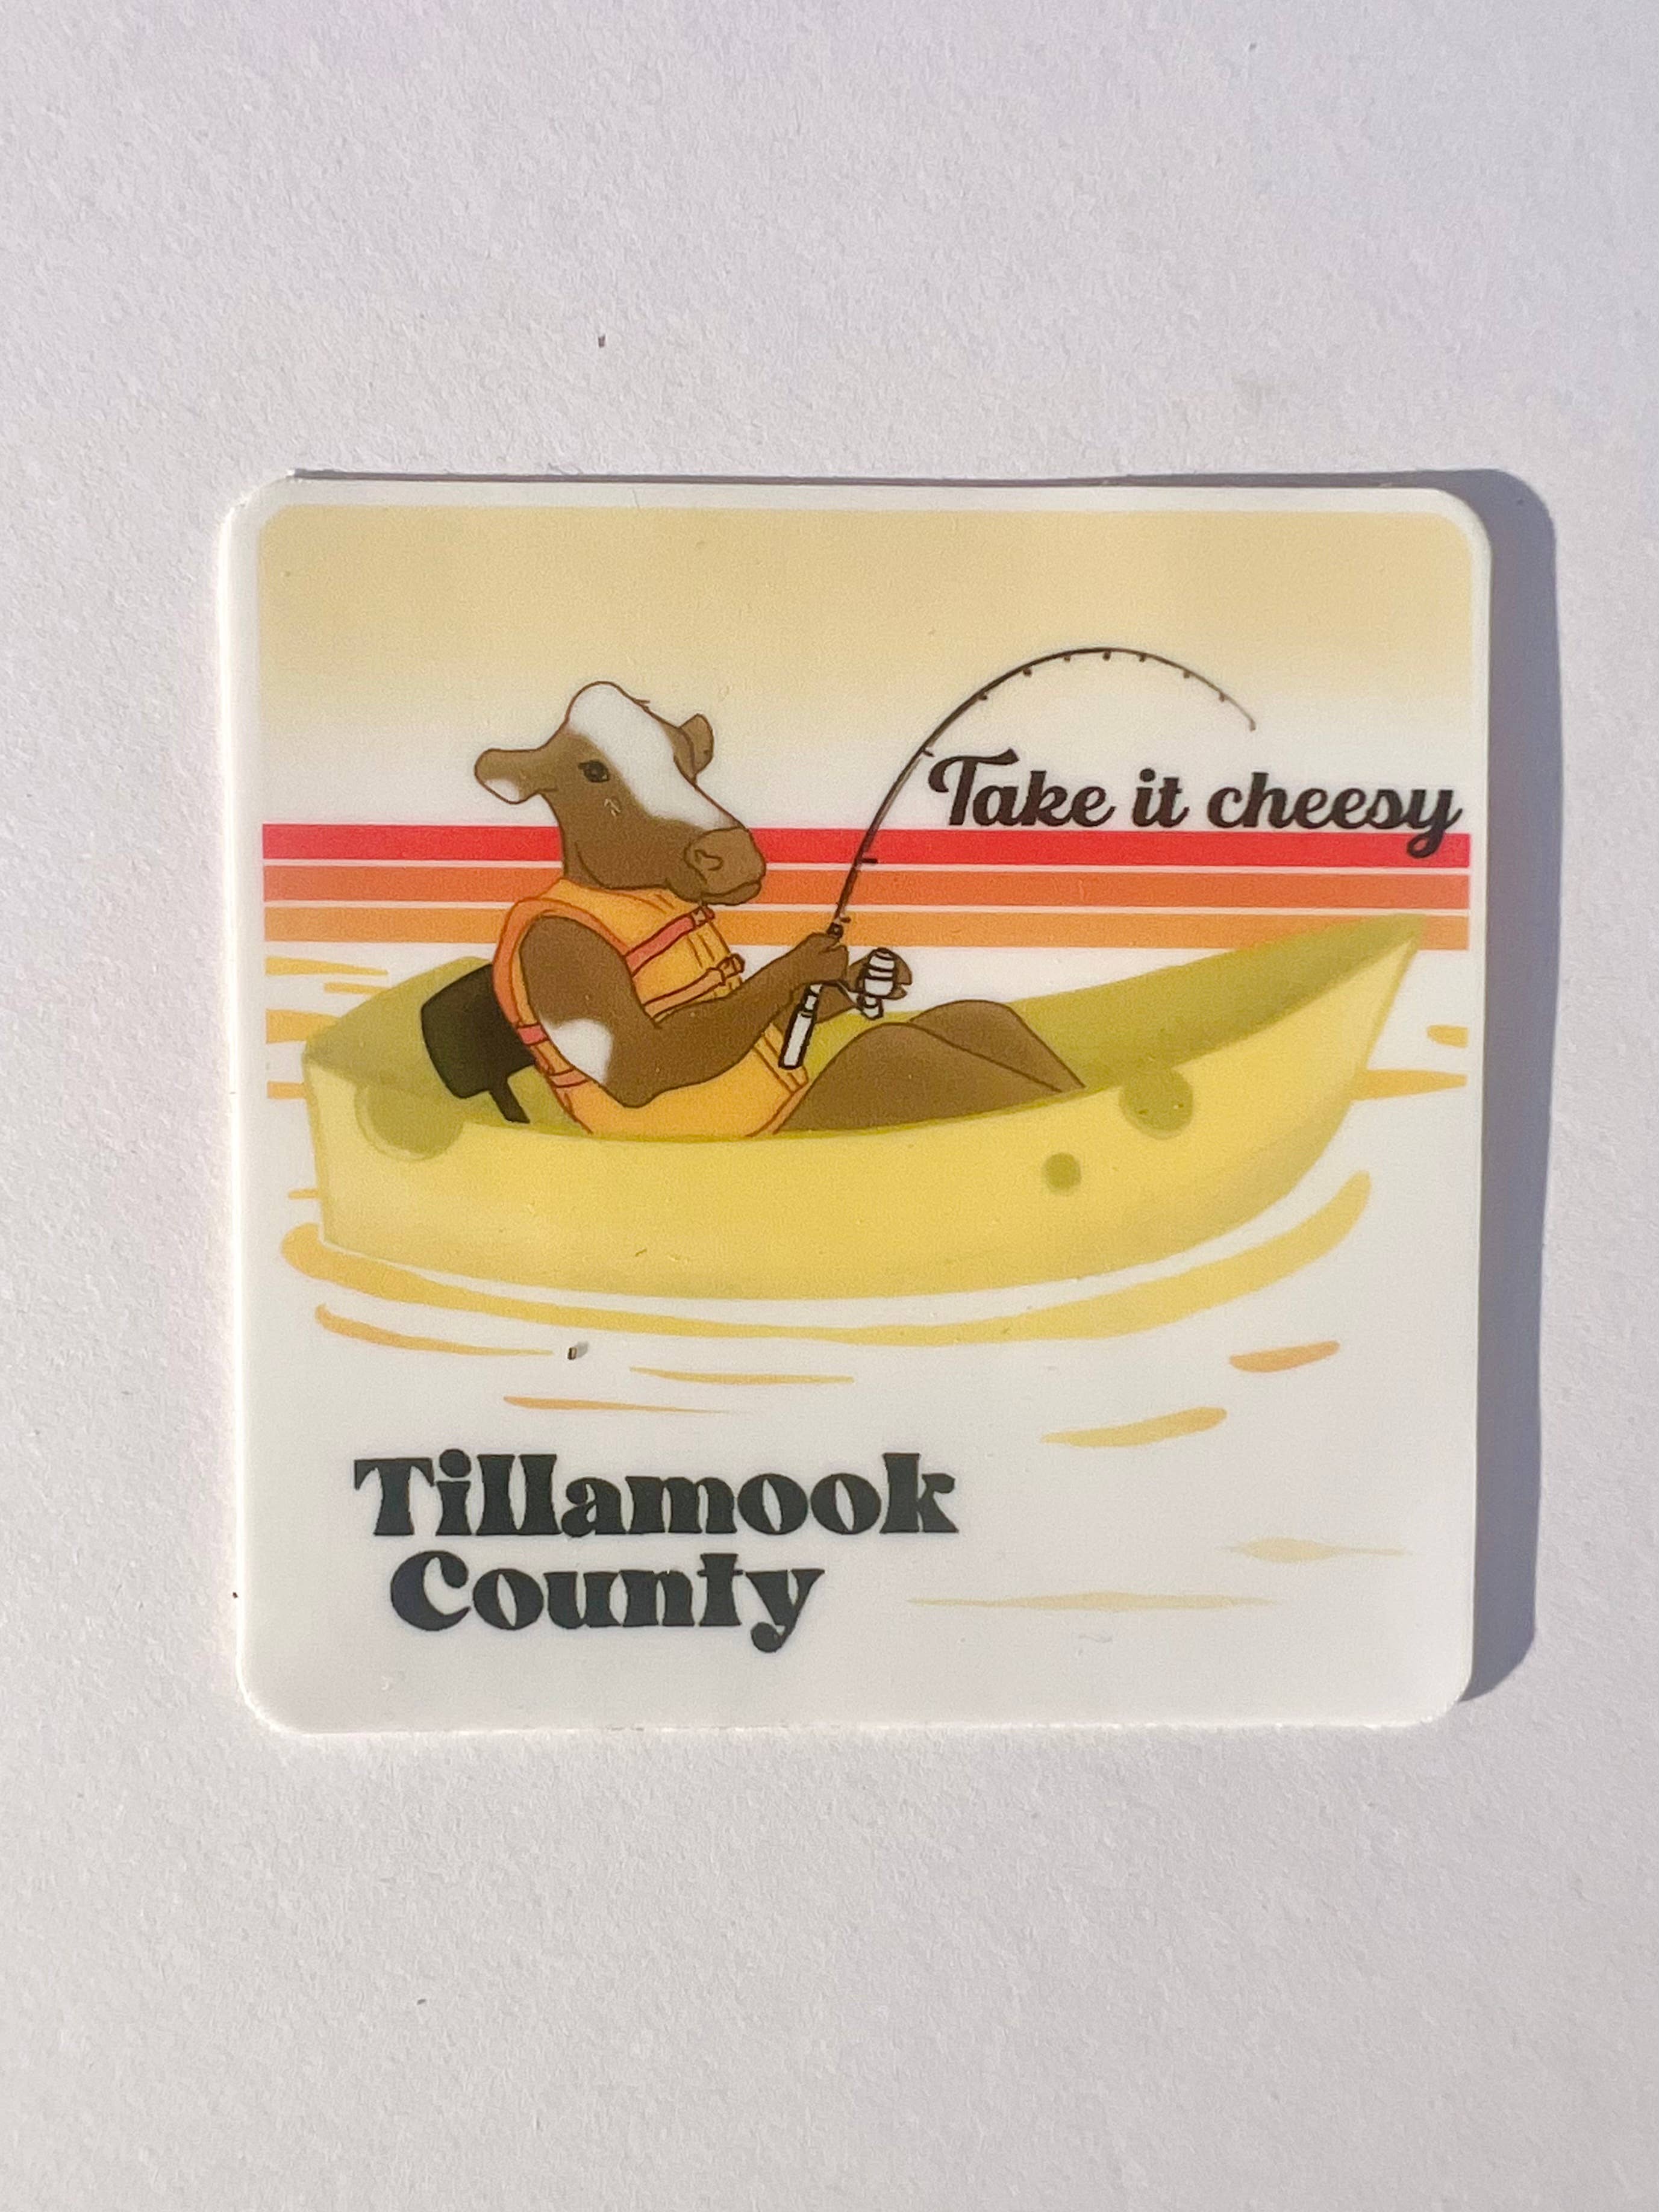 Take it cheesy
Tillamook
County